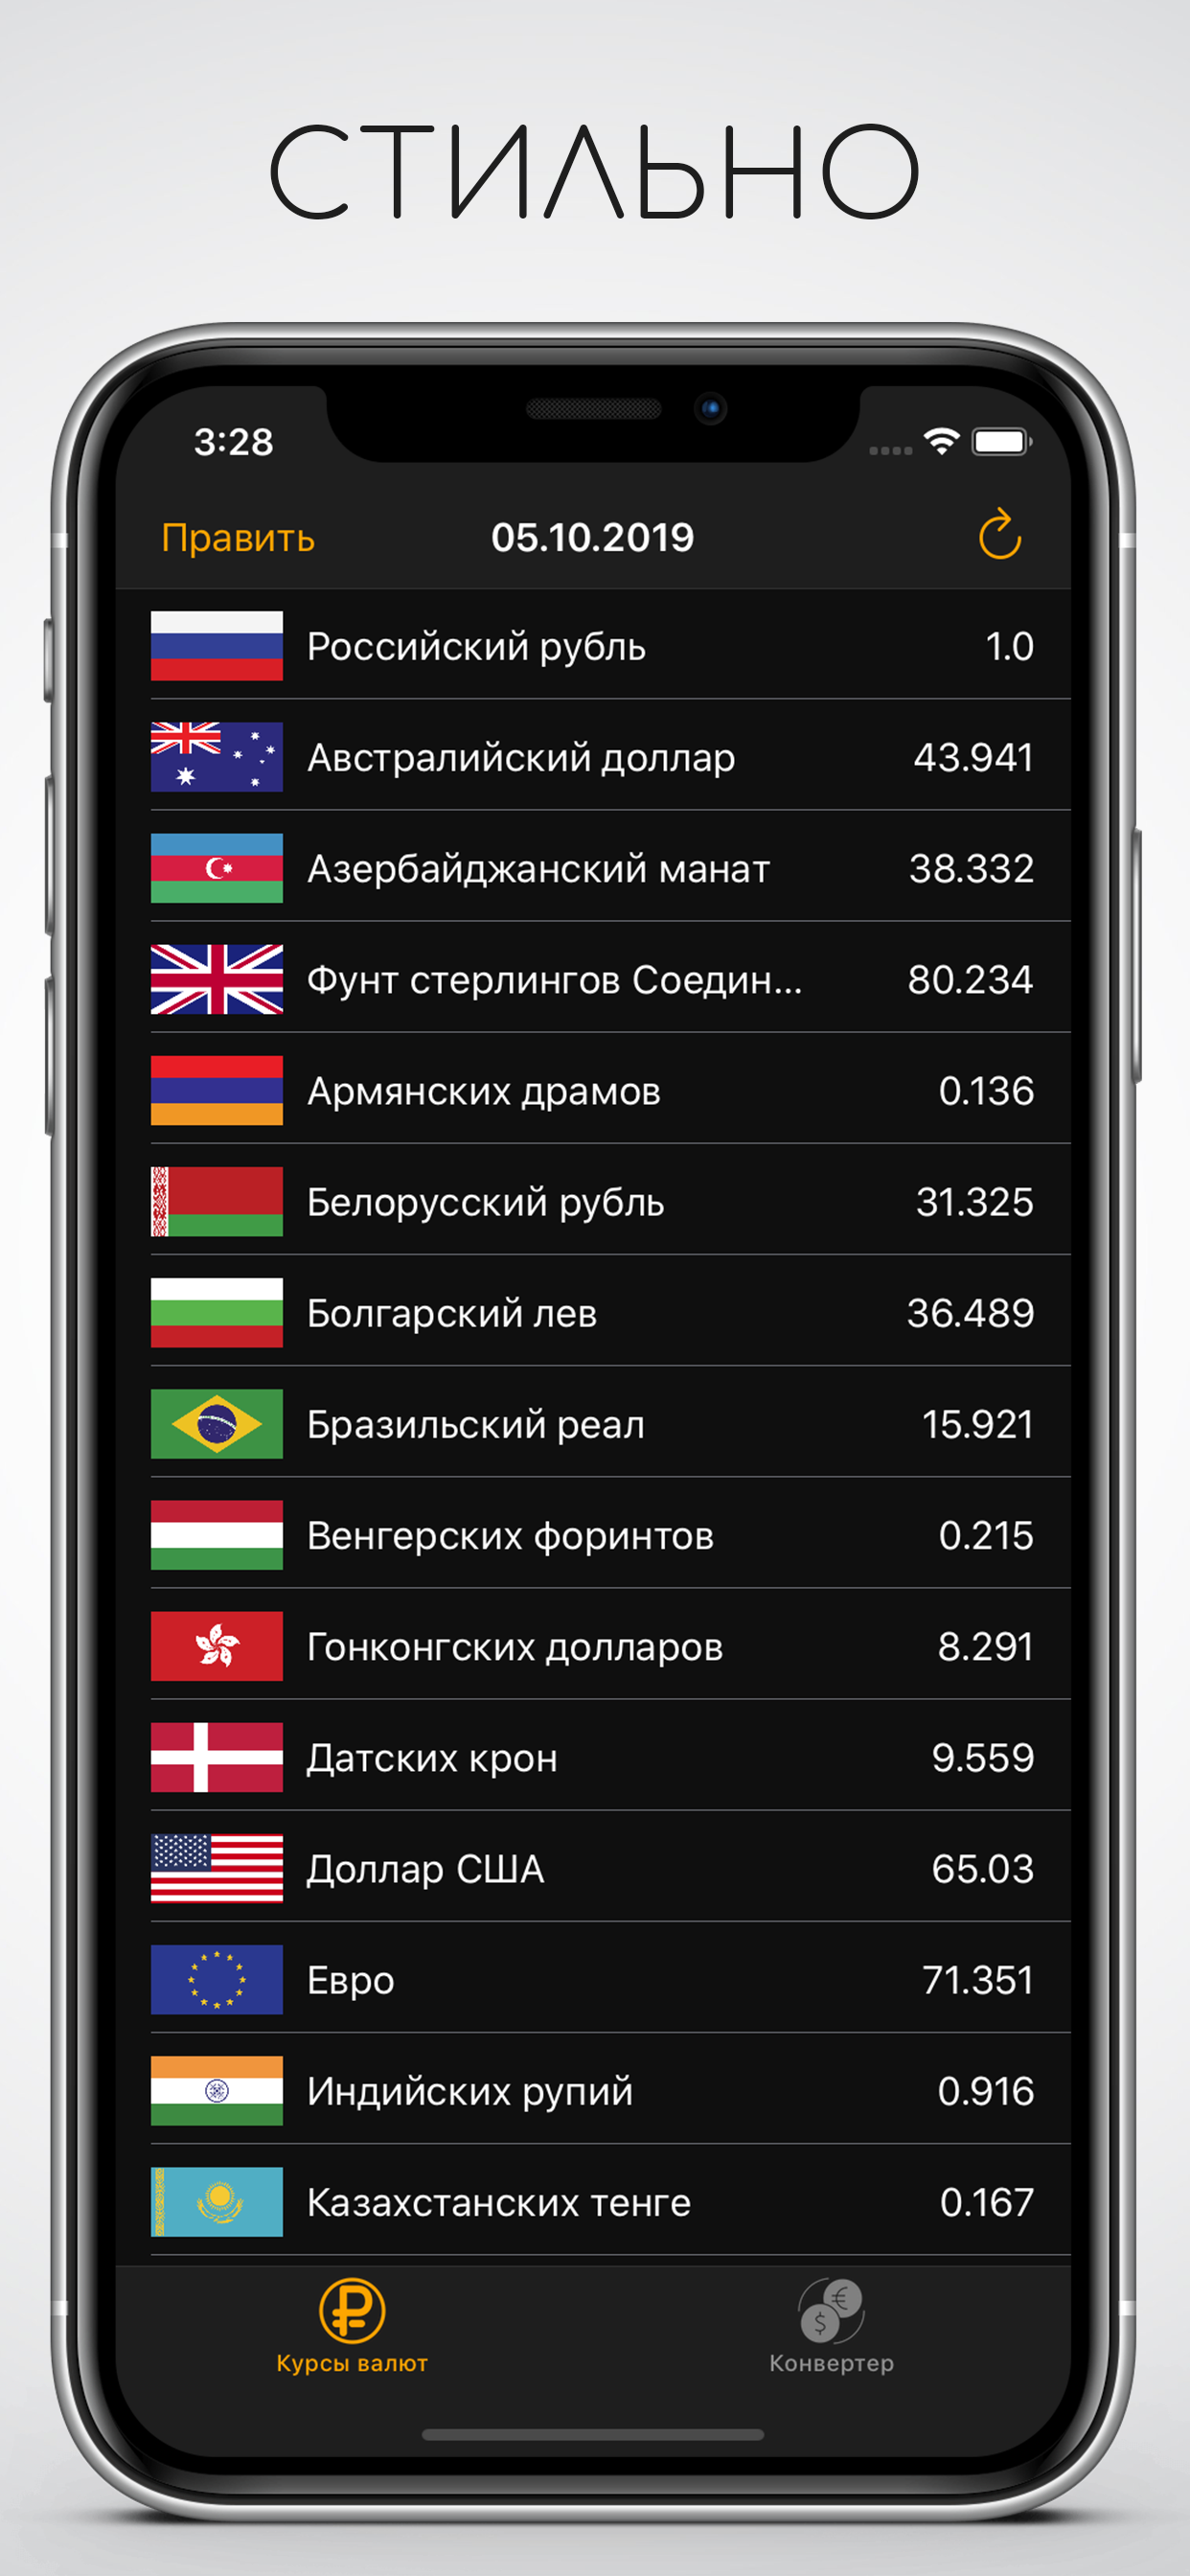 СТИЛЬНО
3:28
Править 05.10.2019
Российский рубль 1.0
Австралийский доллар 43.941
Азербайджанский манат 38.332
Фунт стерлингов Соедин... 80.234
Армянских драмов 0.136
Белорусский рубль 31.325
Болгарский лев 36.489
Бразильский реал 15.921
Венгерских форинтов 0.215
Гонконгских долларов 8.291
Датских крон 9.559
Доллар США 65.03
Евро 71.351
Индийских рупий 0.916
Казахстанских тенге 0.167
Курсы валют Конвертер